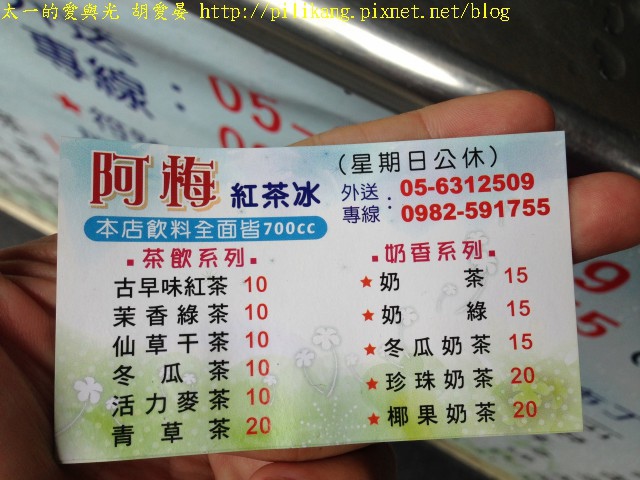 太一的愛與光 胡愛晏 http://pilikang.pixnet.net/blog
專線：05-
阿梅 紅茶冰
(星期日公休)
外送專線：05-6312509
0982-591755
本店飲料全面皆700cc
茶飲系列
古早味紅茶 10
茉香綠茶 10
仙草干茶 10
冬瓜茶 10
活力麥茶 10
青草茶 20
奶香系列
★奶茶 15
★奶綠 15
★冬瓜奶茶 15
★珍珠奶茶 20
★椰果奶茶 20